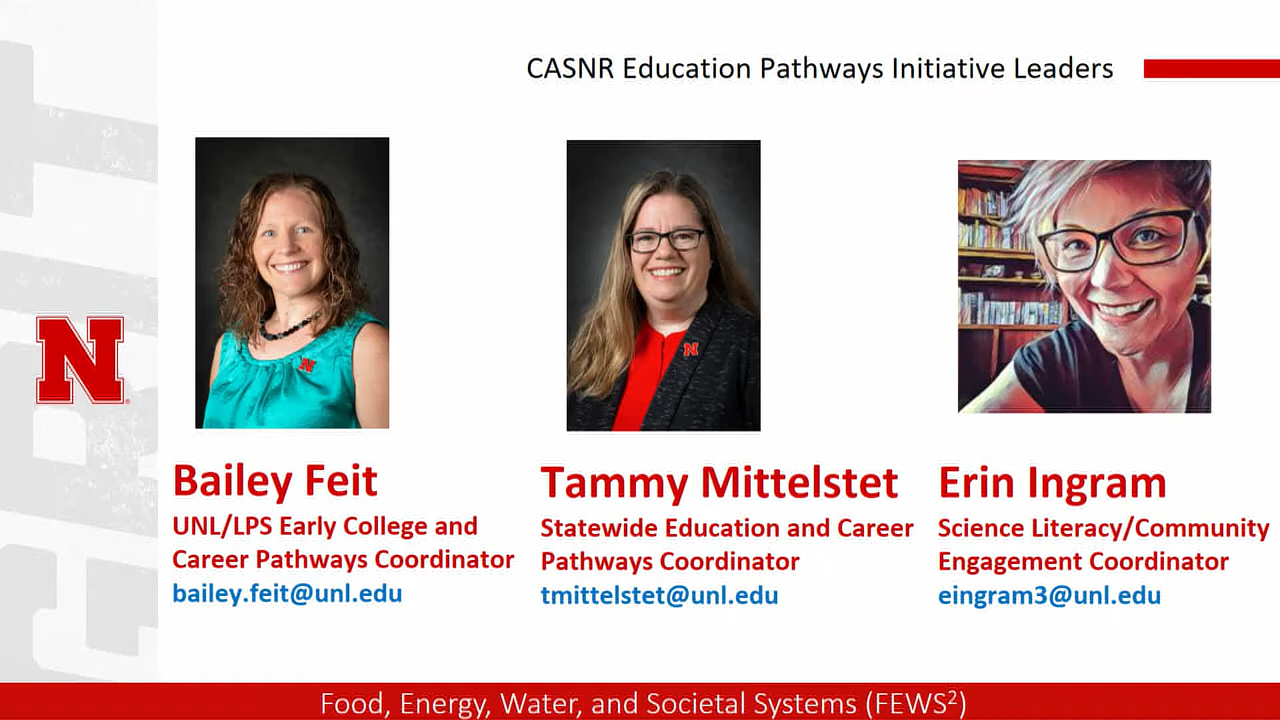 CASNR Education Pathways Initiative Leaders
N
Bailey Feit
UNL/LPS Early College and
Career Pathways Coordinator
bailey.feit@unl.edu
Tammy Mittelstet
Statewide Education and Career
Pathways Coordinator
tmittelstet@unl.edu
Erin Ingram
Science Literacy/Community
Engagement Coordinator
eingram3@unl.edu
Food, Energy, Water, and Societal Systems (FEWS²)